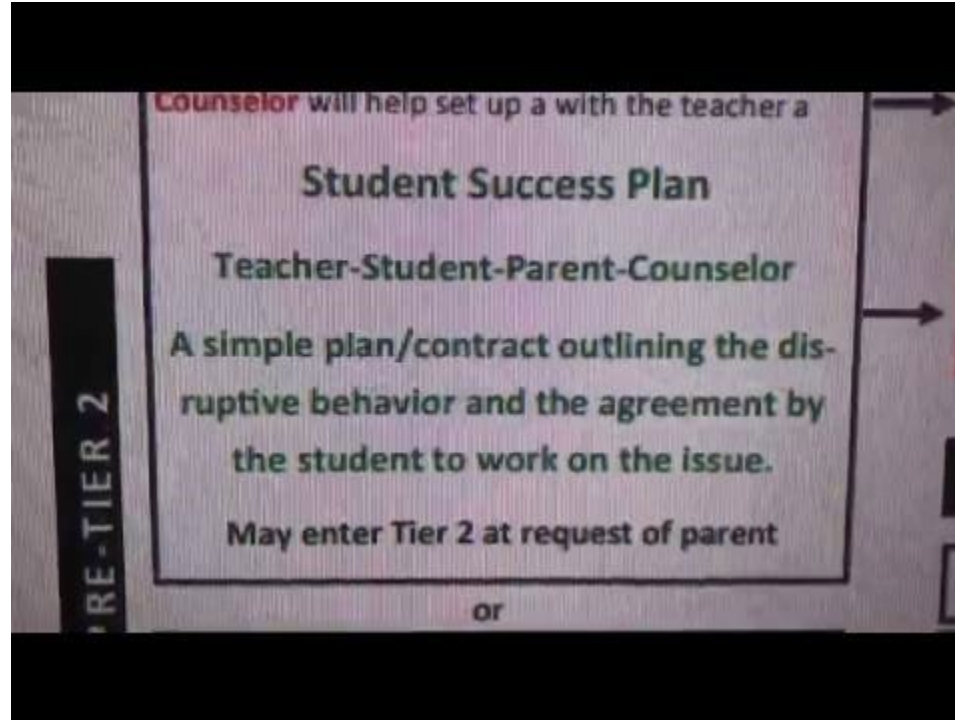 Counselor will help set up a with the teacher a
Student Success Plan
Teacher-Student-Parent-Counselor
A simple plan/contract outlining the dis-
ruptive behavior and the agreement by
the student to work on the issue.
May enter Tier 2 at request of parent
or
RE-TIER 2